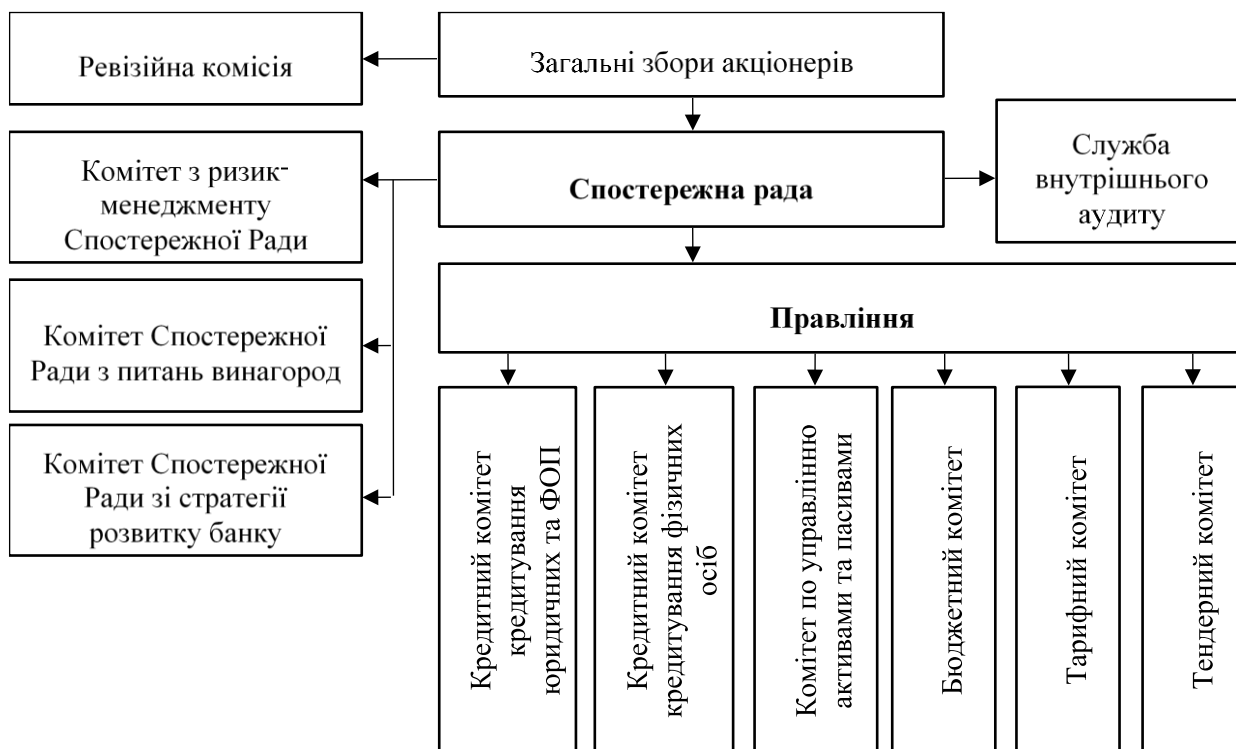 Ревізійна комісія
Загальні збори акціонерів
Комітет з ризик-
менеджменту
Спостережної Ради
Спостережна рада
Служба
внутрішнього
аудиту
Комітет Спостережної
Ради з питань винагород
Правління
Комітет Спостережної
Ради зі стратегії
розвитку банку
Кредитний комітет
кредитування
юридичних та ФОП
Кредитний комітет
кредитування фізичних
осіб
Комітет по управлінню
активами та пасивами
Бюджетний комітет
Тарифний комітет
Тендерний комітет